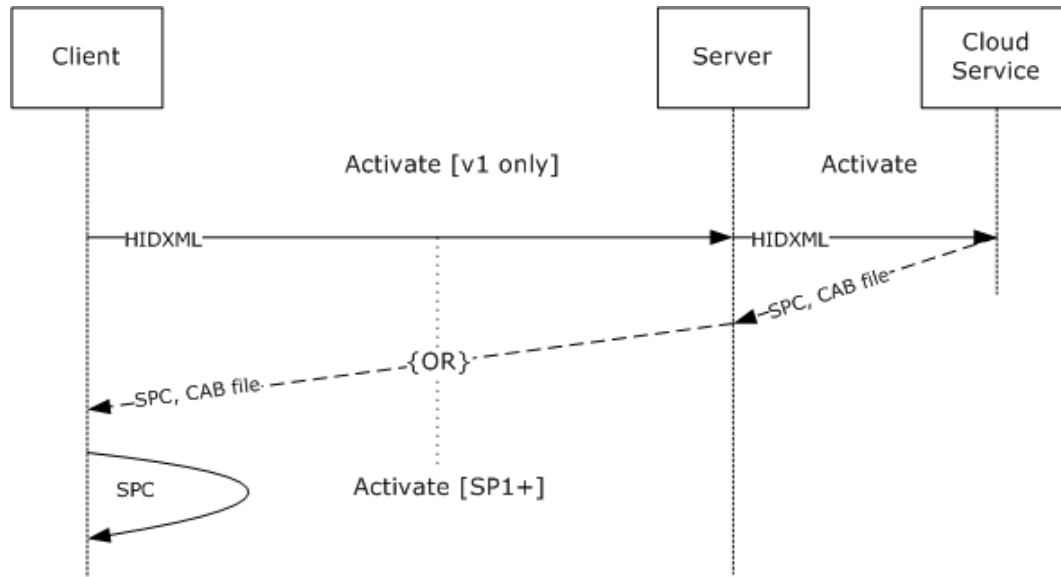 Client
Server
Cloud
Service
Activate [v1 only]
Activate
HIDXML
HIDXML
SPC, CAB file
{OR}
SPC, CAB file
SPC
Activate [SP1+]